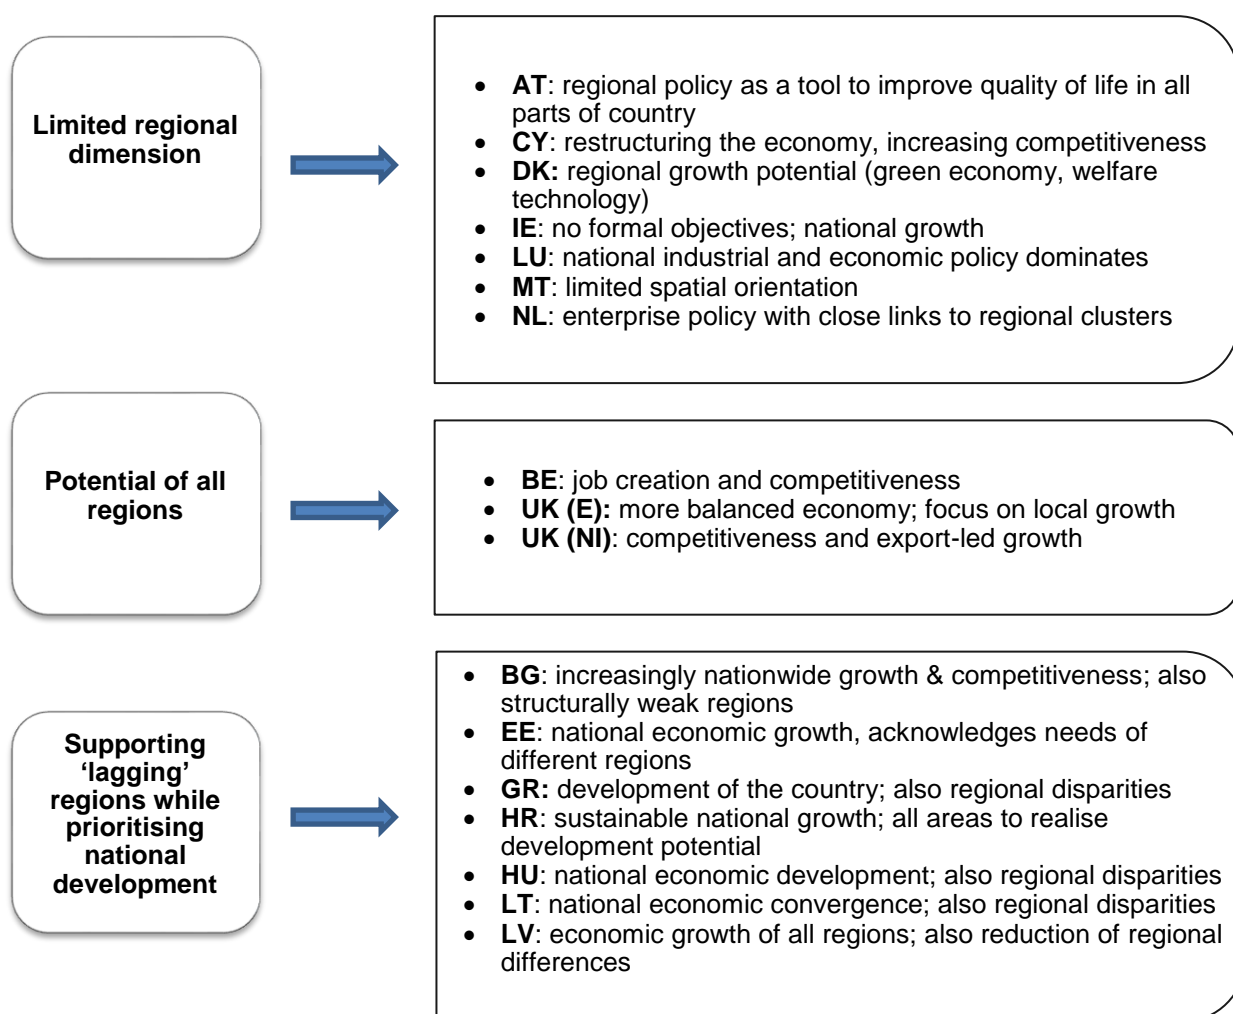 Limited regional
dimension
• AT: regional policy as a tool to improve quality of life in all
parts of country
• CY: restructuring the economy, increasing competitiveness
• DK: regional growth potential (green economy, welfare
technology)
• IE: no formal objectives; national growth
• LU: national industrial and economic policy dominates
• MT: limited spatial orientation
• NL: enterprise policy with close links to regional clusters
Potential of all
regions
• BE: job creation and competitiveness
• UK (E): more balanced economy; focus on local growth
• UK (NI): competitiveness and export-led growth
Supporting
‘lagging’
regions while
prioritising
national
development
• BG: increasingly nationwide growth & competitiveness; also
structurally weak regions
• EE: national economic growth, acknowledges needs of
different regions
• GR: development of the country; also regional disparities
• HR: sustainable national growth; all areas to realise
development potential
• HU: national economic development; also regional disparities
• LT: national economic convergence; also regional disparities
• LV: economic growth of all regions; also reduction of regional
differences